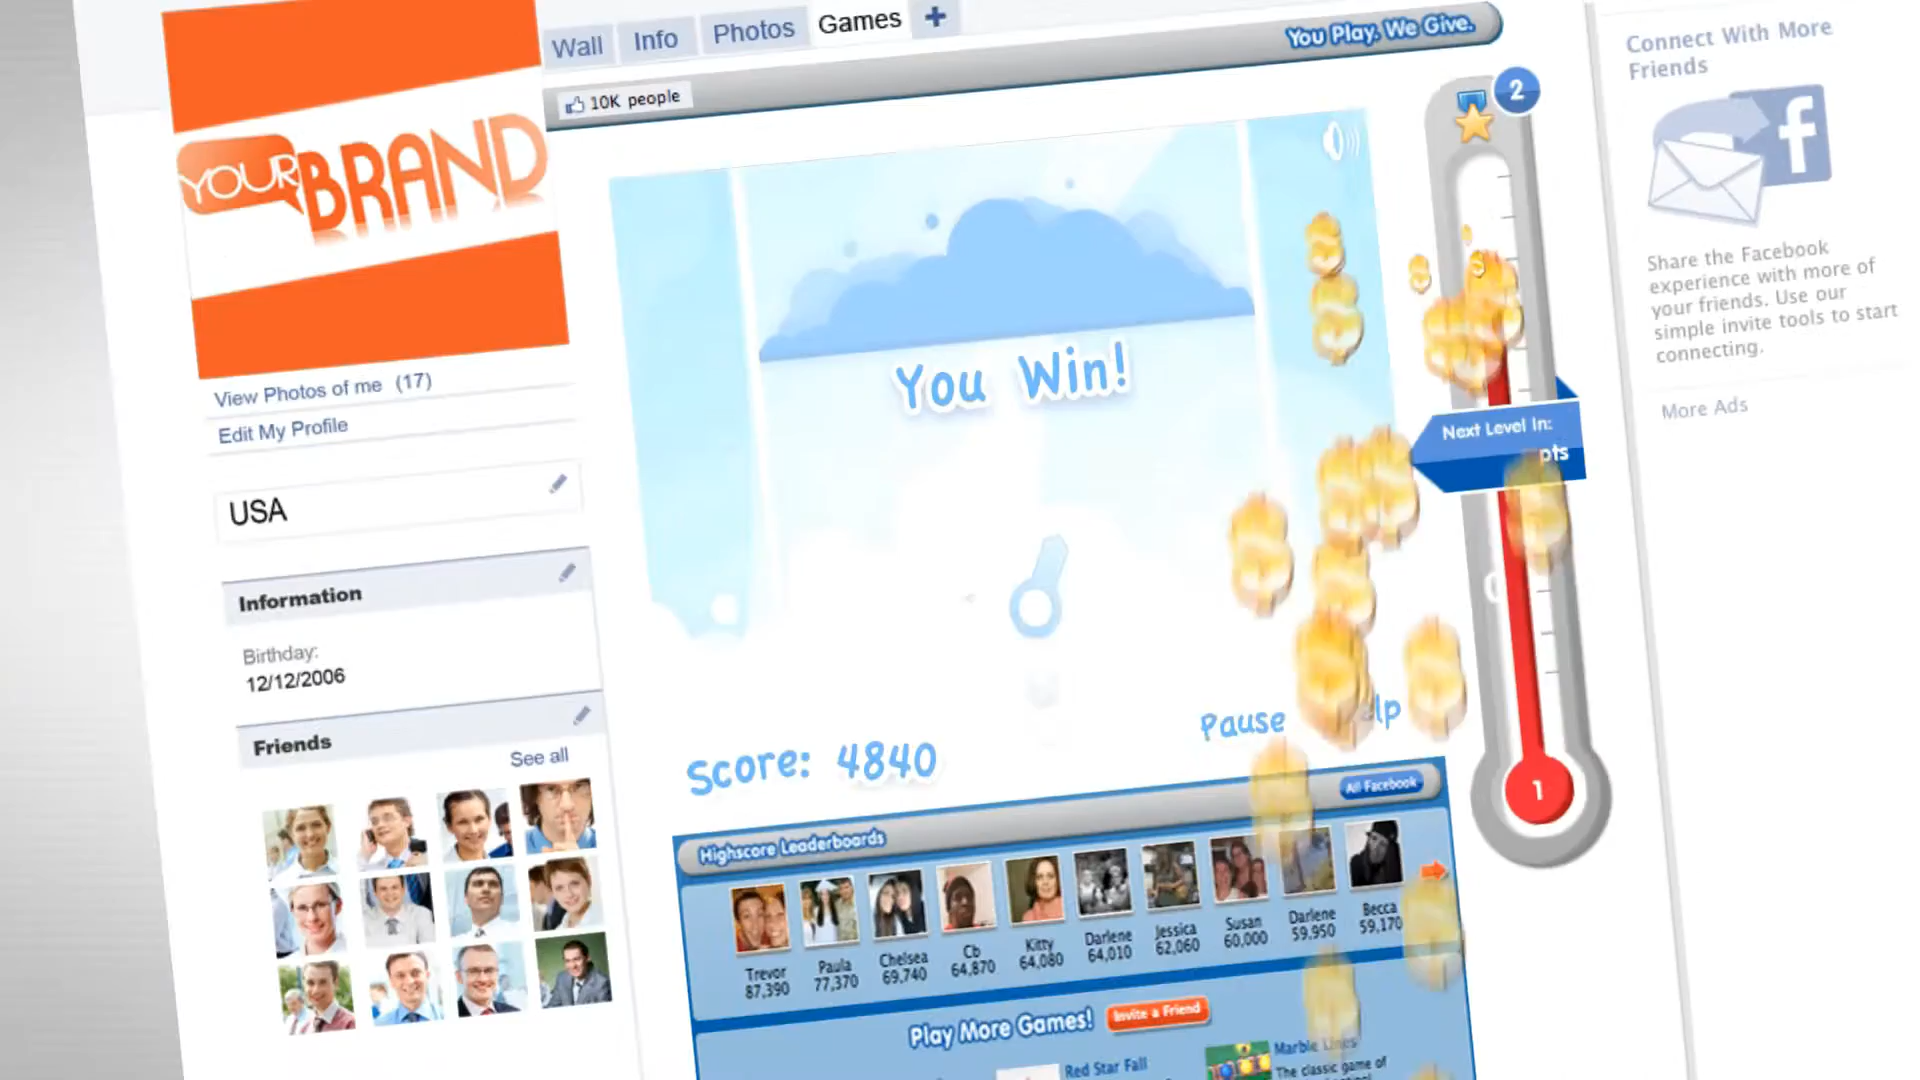 Wall
Info
Photos
Games
+
You Play. We Give.
10K people
YOUR BRAND
View Photos of me (17)
Edit My Profile
USA
Information
Birthday:
12/12/2006
Friends
See all
2
You Win!
Next Level In:
pts
1
Pause
lp
Score: 4840
Highscore Leaderboards
All Facebook
Trevor
87,390
Paula
77,370
Chelsea
69,740
Cb
64,870
Kitty
64,080
Darlene
64,010
Jessica
62,060
Susan
60,000
Darlene
59,950
Becca
59,170
Play More Games!
Invite a Friend
Red Star Fall
Marble Lines
The classic game of
Connect With More
Friends
f
Share the Facebook
experience with more of
your friends. Use our
simple invite tools to start
connecting.
More Ads